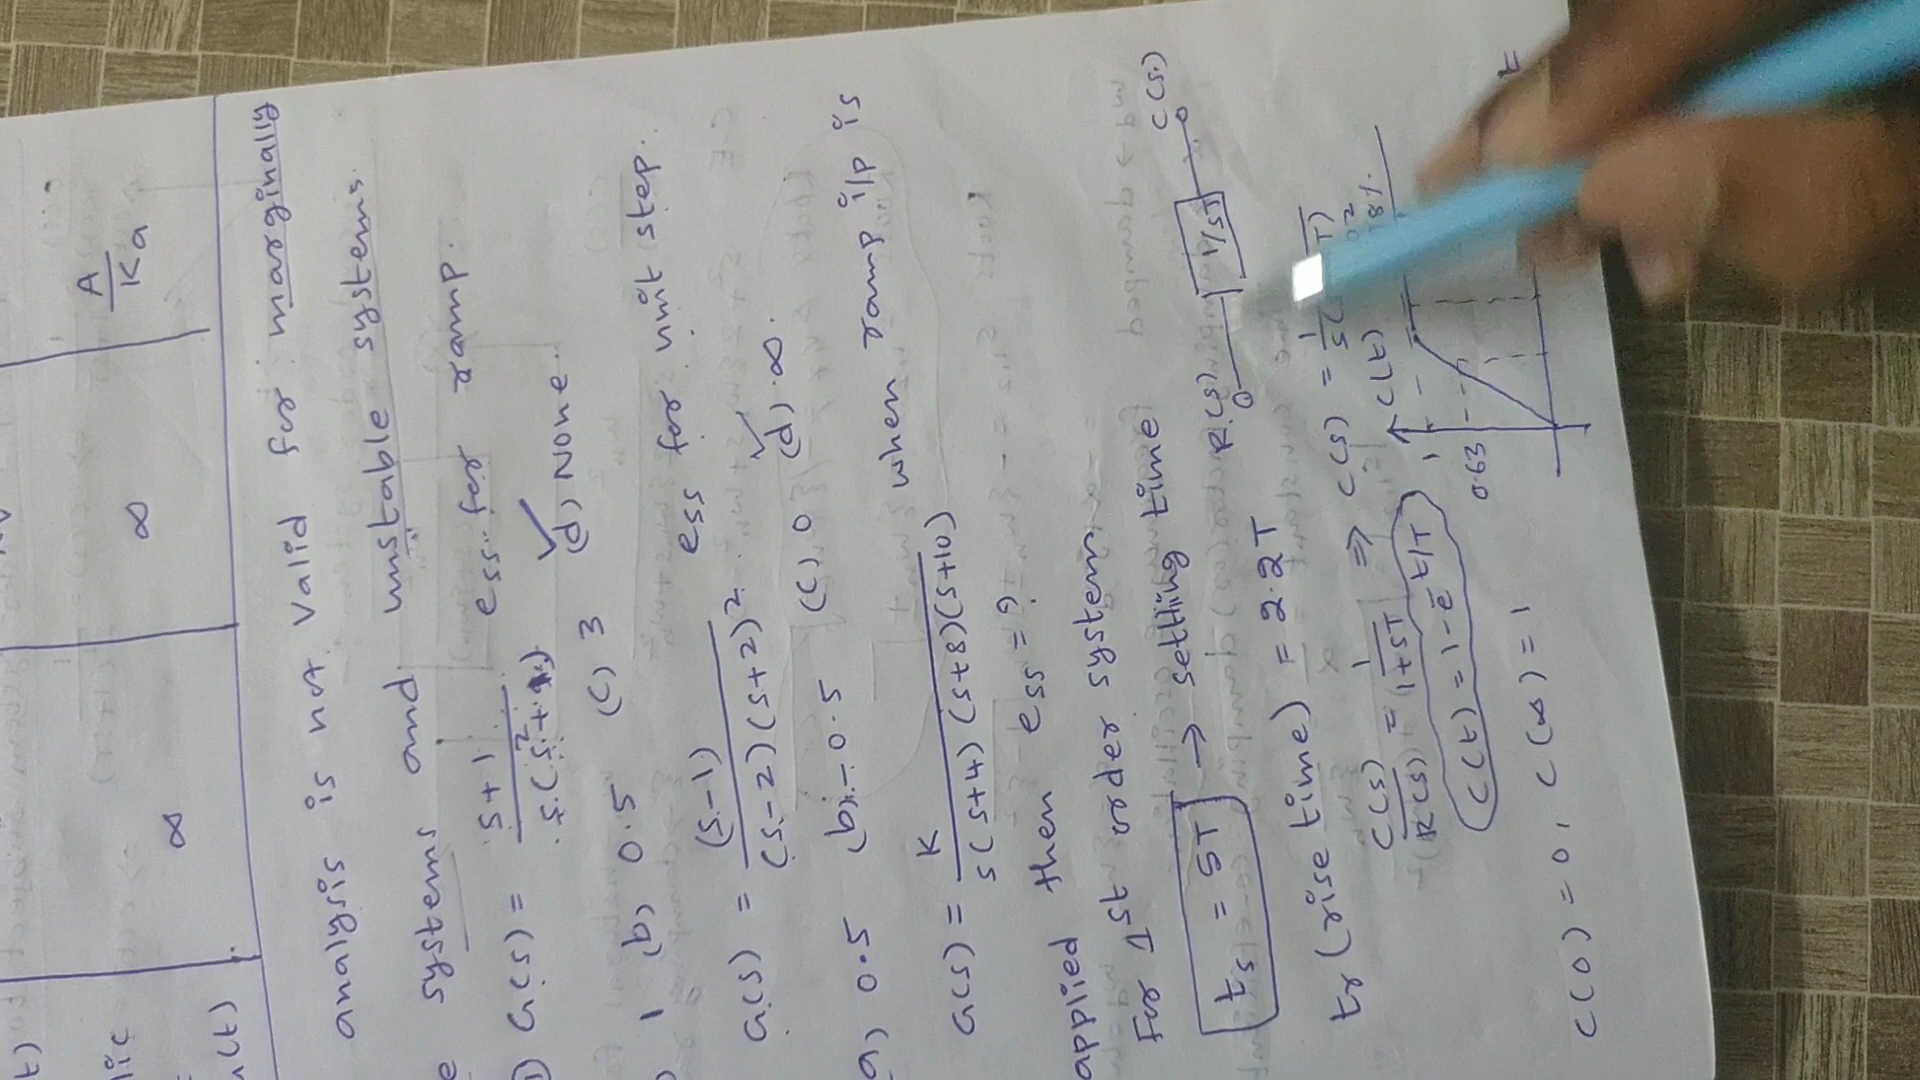 A/Ka
∞
∞
analysis is not valid for marginally
systems and unstable systems.
G(s) = (s+1)/(s(s²+ )) ess for ramp.
1 (b) 0.5 (c) 3 (d) None.
G(s) = (s-1)/((s-2)(s+2)²) ess for unit step.
a) 0.5 (b) -0.5 (c) 0 (d) ∞
G(s) = K/(s(s+4)(s+8)(s+10)) when ramp i/p is
applied then ess = ?
For 1st order system
ts = 5T → settling time
tr (rise time) = 2.2T
R(s) 1/sT C(s)
C(s)/R(s) = 1/(1+sT) ⇒ C(s) =
c(t) = 1-e^-t/T
c(t)
1
0.63
t
c(0) = 0, c(∞) = 1